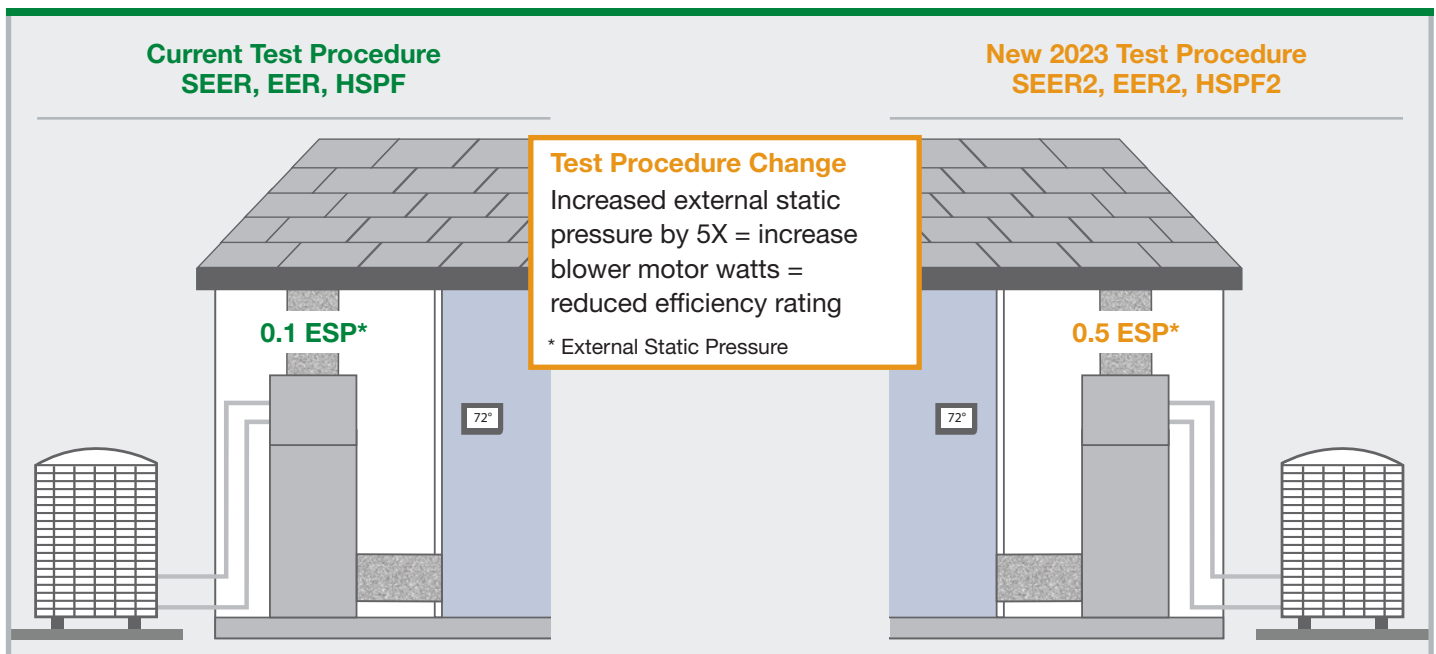 Current Test Procedure
SEER, EER, HSPF
New 2023 Test Procedure
SEER2, EER2, HSPF2
Test Procedure Change
Increased external static
pressure by 5X = increase
blower motor watts =
reduced efficiency rating
* External Static Pressure
0.1 ESP*
0.5 ESP*
72°
72°